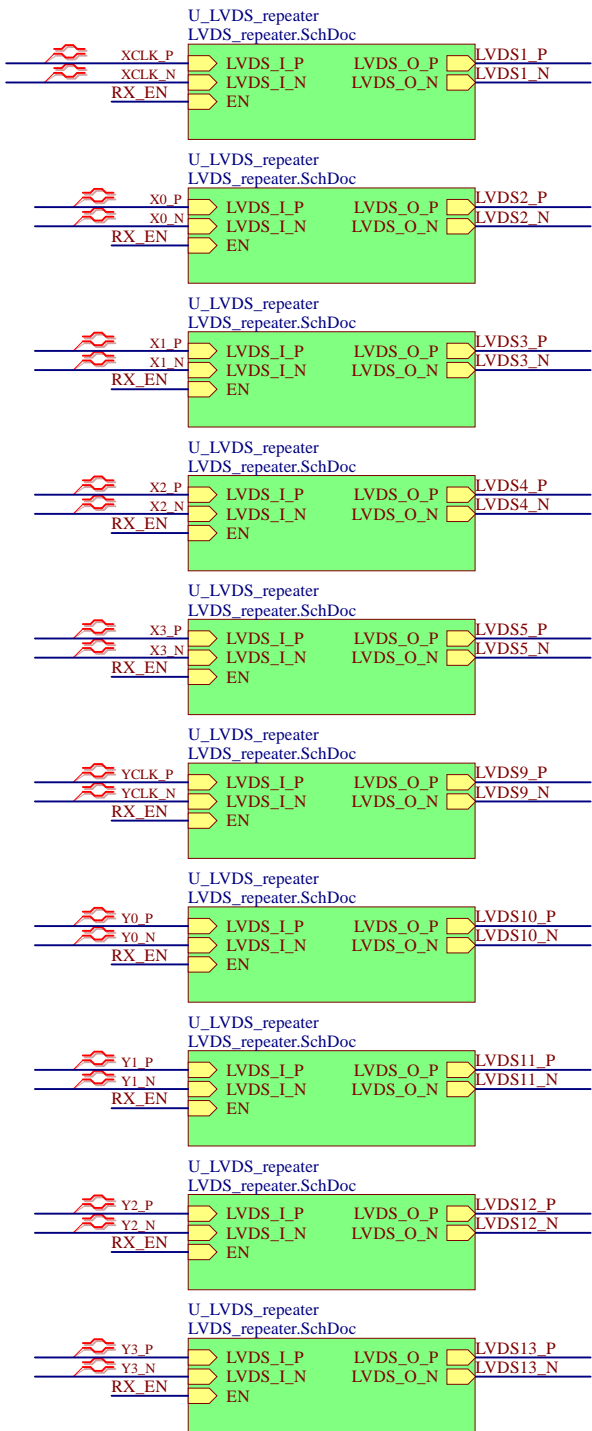 U_LVDS_repeater
LVDS_repeater.SchDoc
XCLK_P LVDS_I_P LVDS_O_P LVDS1_P
XCLK_N LVDS_I_N LVDS_O_N LVDS1_N
RX_EN EN
U_LVDS_repeater
LVDS_repeater.SchDoc
X0_P LVDS_I_P LVDS_O_P LVDS2_P
X0_N LVDS_I_N LVDS_O_N LVDS2_N
RX_EN EN
U_LVDS_repeater
LVDS_repeater.SchDoc
X1_P LVDS_I_P LVDS_O_P LVDS3_P
X1_N LVDS_I_N LVDS_O_N LVDS3_N
RX_EN EN
U_LVDS_repeater
LVDS_repeater.SchDoc
X2_P LVDS_I_P LVDS_O_P LVDS4_P
X2_N LVDS_I_N LVDS_O_N LVDS4_N
RX_EN EN
U_LVDS_repeater
LVDS_repeater.SchDoc
X3_P LVDS_I_P LVDS_O_P LVDS5_P
X3_N LVDS_I_N LVDS_O_N LVDS5_N
RX_EN EN
U_LVDS_repeater
LVDS_repeater.SchDoc
YCLK_P LVDS_I_P LVDS_O_P LVDS9_P
YCLK_N LVDS_I_N LVDS_O_N LVDS9_N
RX_EN EN
U_LVDS_repeater
LVDS_repeater.SchDoc
Y0_P LVDS_I_P LVDS_O_P LVDS10_P
Y0_N LVDS_I_N LVDS_O_N LVDS10_N
RX_EN EN
U_LVDS_repeater
LVDS_repeater.SchDoc
Y1_P LVDS_I_P LVDS_O_P LVDS11_P
Y1_N LVDS_I_N LVDS_O_N LVDS11_N
RX_EN EN
U_LVDS_repeater
LVDS_repeater.SchDoc
Y2_P LVDS_I_P LVDS_O_P LVDS12_P
Y2_N LVDS_I_N LVDS_O_N LVDS12_N
RX_EN EN
U_LVDS_repeater
LVDS_repeater.SchDoc
Y3_P LVDS_I_P LVDS_O_P LVDS13_P
Y3_N LVDS_I_N LVDS_O_N LVDS13_N
RX_EN EN